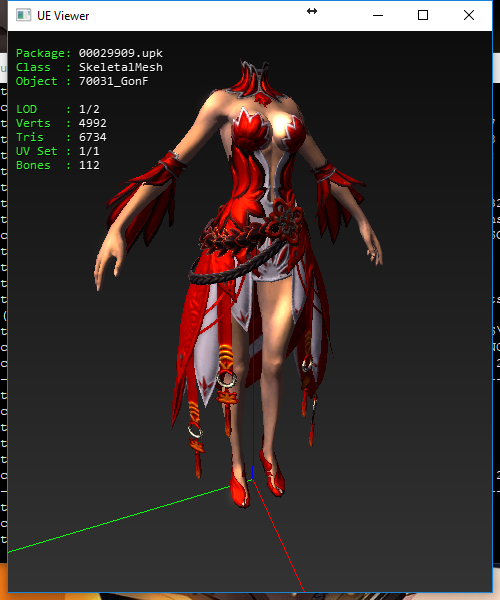 UE Viewer
Package: 00029909.upk
Class : SkeletalMesh
Object : 70031_GonF
LOD : 1/2
Verts : 4992
Tris : 6734
UV Set : 1/1
Bones : 112